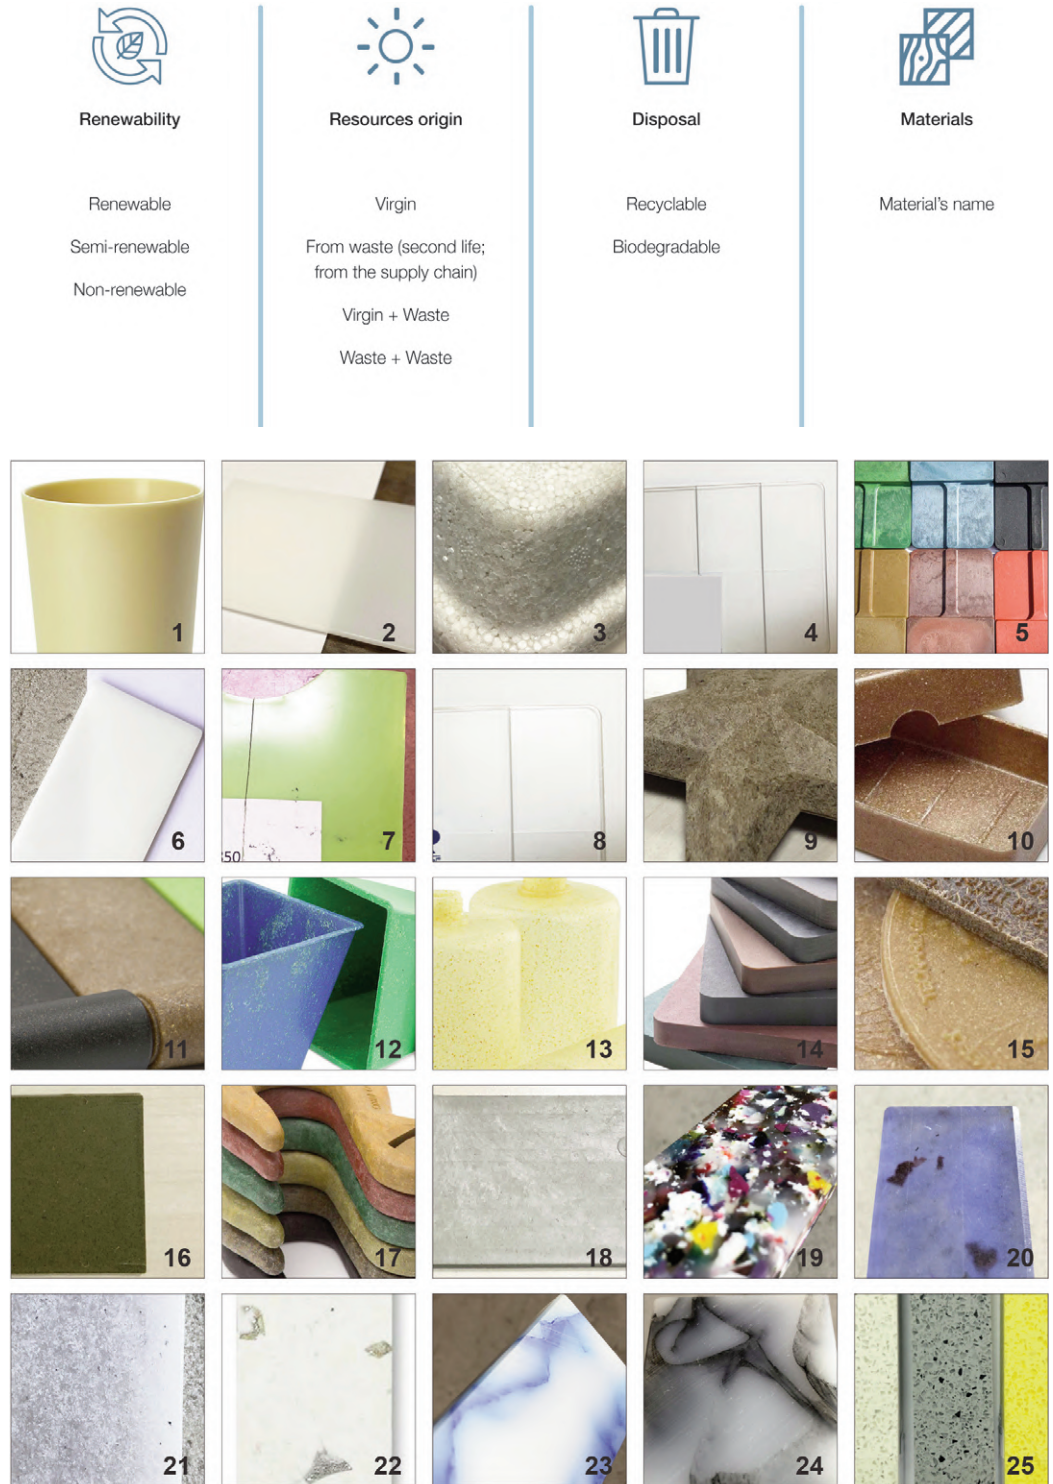 Renewability
Resources origin
Disposal
Materials
Renewable
Virgin
Recyclable
Material's name
Semi-renewable
From waste (second life;
from the supply chain)
Biodegradable
Non-renewable
Virgin + Waste
Waste + Waste
1
2
3
4
5
6
50
7
8
9
10
11
12
13
14
15
16
17
18
19
20
21
22
23
24
25